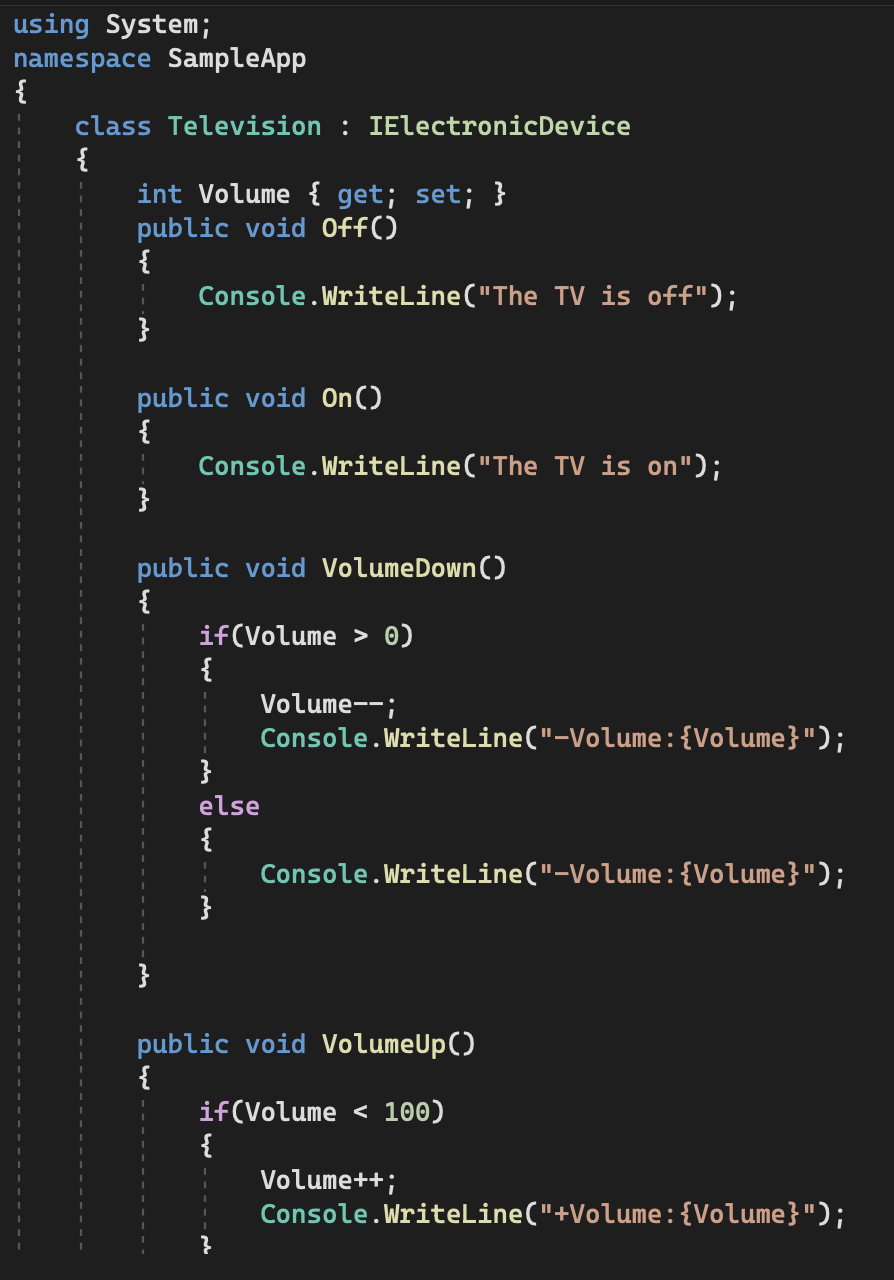 using System;
namespace SampleApp
{
    class Television : IElectronicDevice
    {
        int Volume { get; set; }
        public void Off()
        {
            Console.WriteLine("The TV is off");
        }

        public void On()
        {
            Console.WriteLine("The TV is on");
        }

        public void VolumeDown()
        {
            if(Volume > 0)
            {
                Volume--;
                Console.WriteLine("-Volume:{Volume}");
            }
            else
            {
                Console.WriteLine("-Volume:{Volume}");
            }

        }

        public void VolumeUp()
        {
            if(Volume < 100)
            {
                Volume++;
                Console.WriteLine("+Volume:{Volume}");
            }